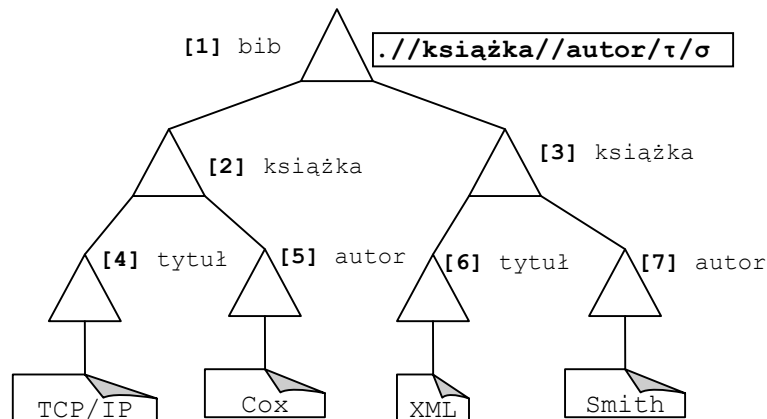 [1] bib
.//książka//autor/τ/σ
[2] książka
[3] książka
[4] tytuł
[5] autor
[6] tytuł
[7] autor
TCP/IP
Cox
XML
Smith